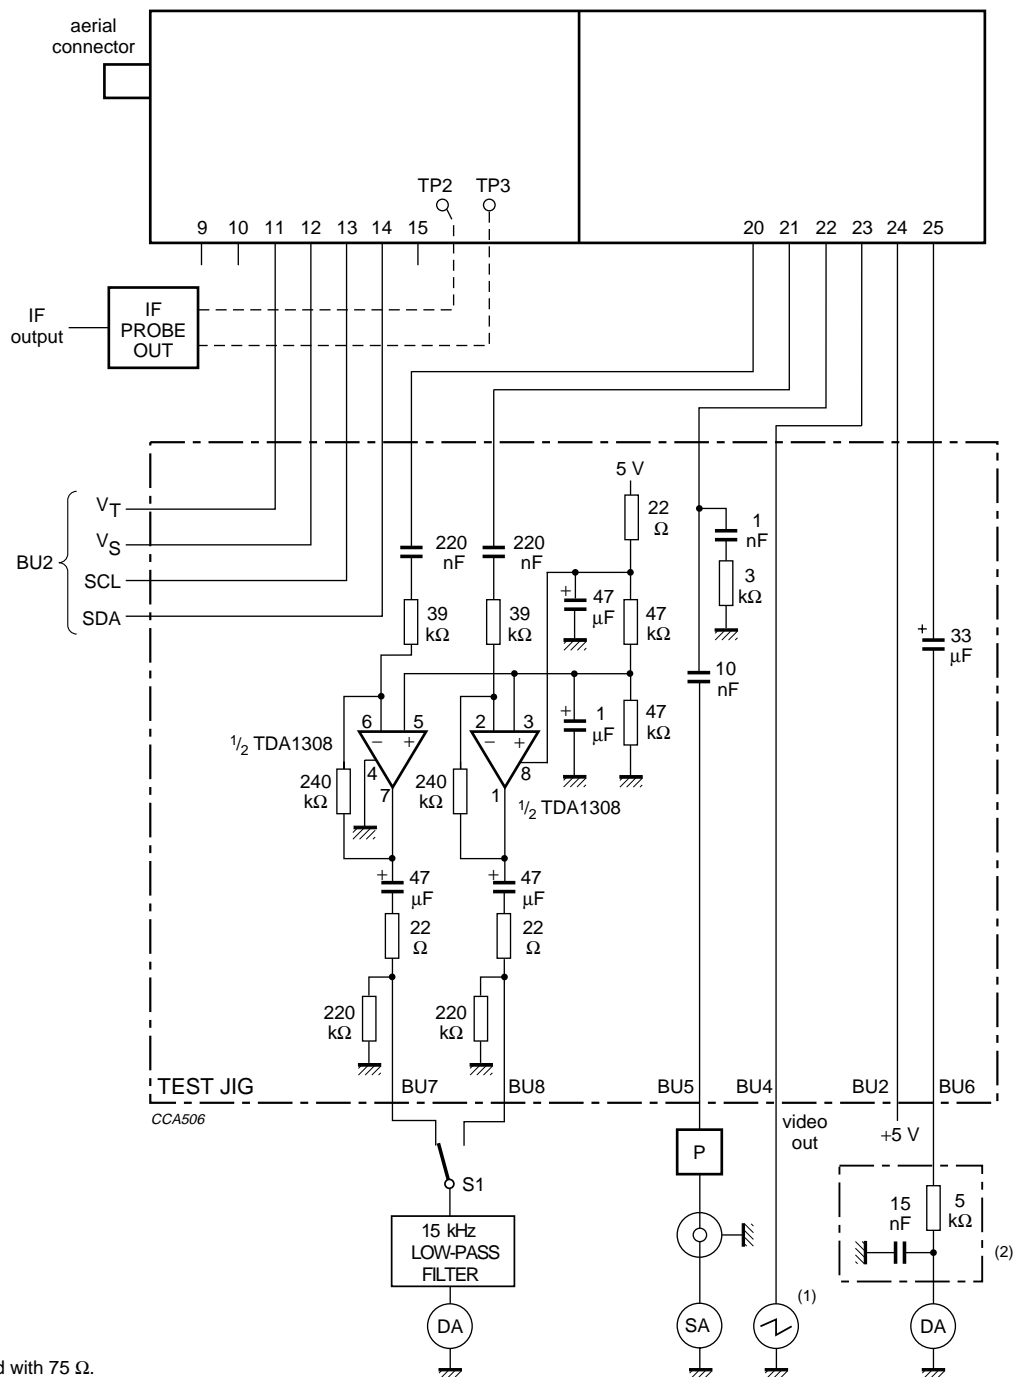 aerial
connector
TP2 TP3
9 10 11 12 13 14 15 20 21 22 23 24 25
IF
output
IF
PROBE
OUT
BU2
VT
VS
SCL
SDA
5 V
22
Ω
220
nF
220
nF
1
nF
3
kΩ
39
kΩ
39
kΩ
+ 47
μF
47
kΩ
+ 33
μF
10
nF
6 5
− +
4
7
2 3
− +
8
1
+ 1
μF
47
kΩ
1/2 TDA1308
240
kΩ
240
kΩ
1/2 TDA1308
+ 47
μF
+ 47
μF
22
Ω
22
Ω
220
kΩ
220
kΩ
TEST JIG BU7 BU8 BU5 BU4 BU2 BU6
CCA506
video
out
+5 V
P
S1
15
nF
5
kΩ
(2)
15 kHz
LOW-PASS
FILTER
(1)
DA SA DA
d with 75 Ω.